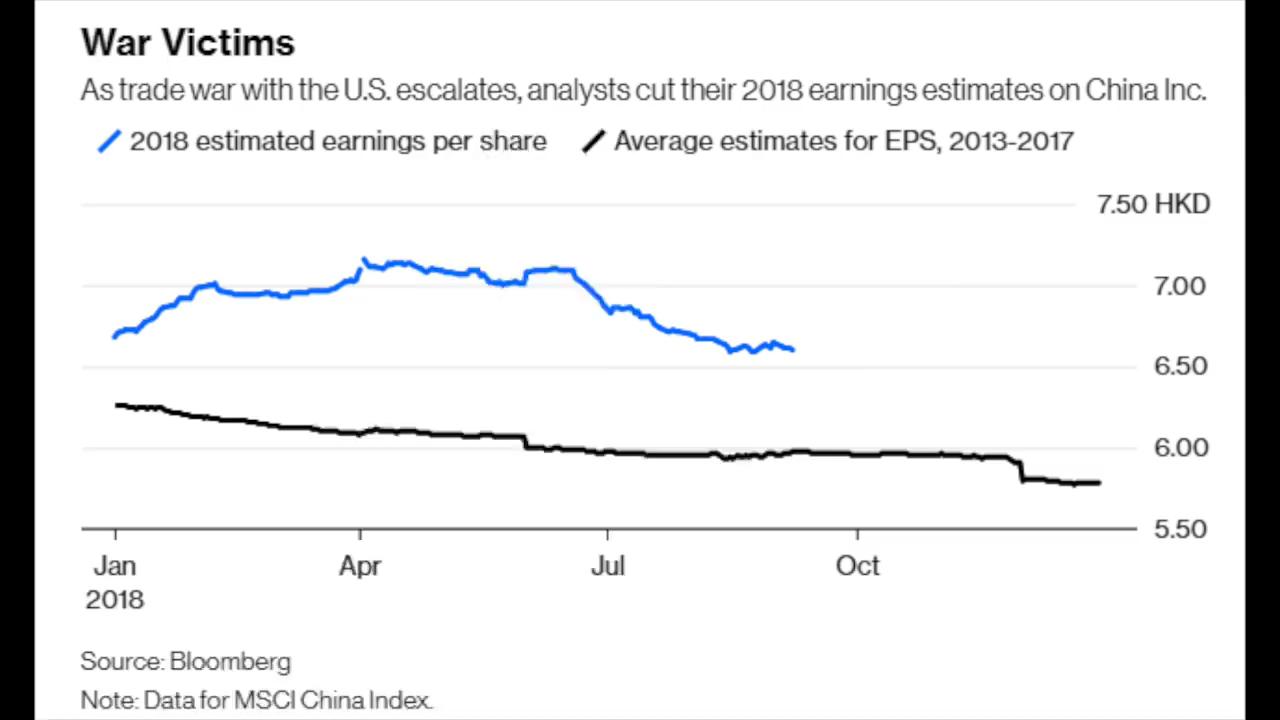 War Victims
As trade war with the U.S. escalates, analysts cut their 2018 earnings estimates on China Inc.
2018 estimated earnings per share Average estimates for EPS, 2013-2017
7.50 HKD
7.00
6.50
6.00
5.50
Jan Apr Jul Oct
2018
Source: Bloomberg
Note: Data for MSCI China Index.